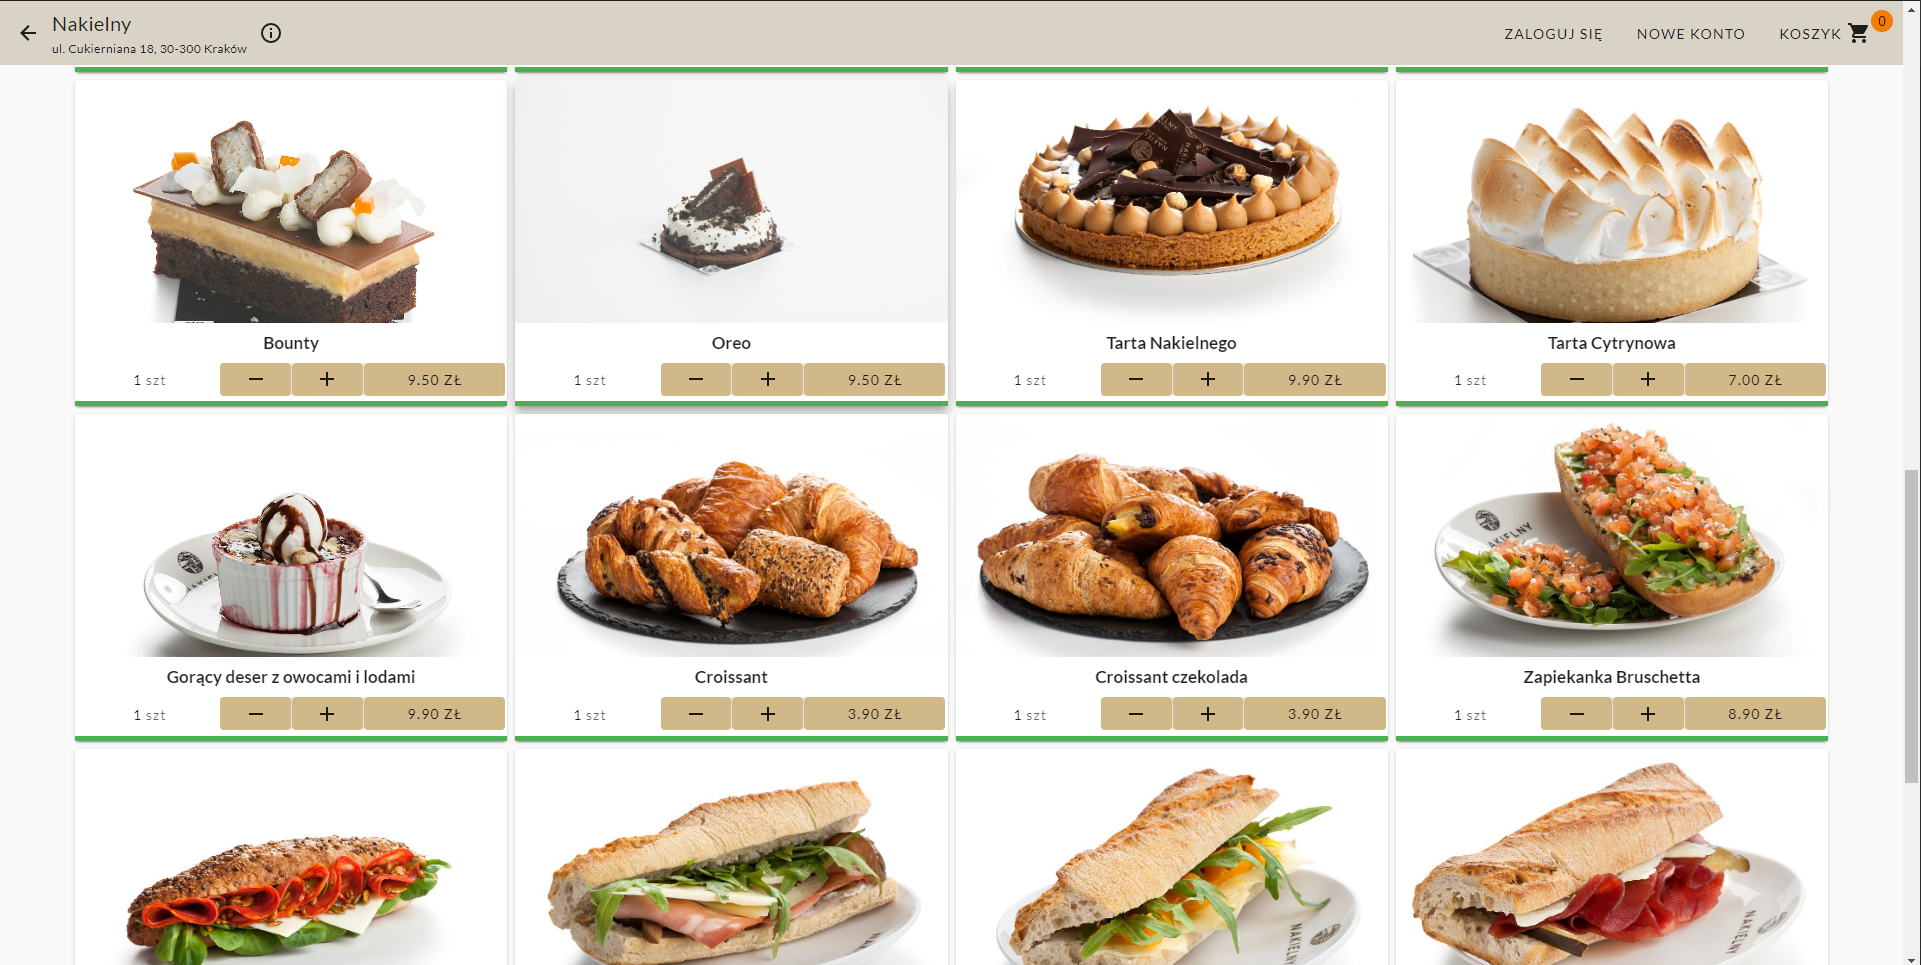 Nakielny
ul. Cukierniana 18, 30-300 Kraków
ZALOGUJ SIĘ
NOWE KONTO
KOSZYK
0
Bounty
1 szt
9.50 ZŁ
Oreo
1 szt
9.50 ZŁ
NAKIELNY
Tarta Nakielnego
1 szt
9.90 ZŁ
Tarta Cytrynowa
1 szt
7.00 ZŁ
Gorący deser z owocami i lodami
1 szt
9.90 ZŁ
Croissant
1 szt
3.90 ZŁ
Croissant czekolada
1 szt
3.90 ZŁ
Zapiekanka Bruschetta
1 szt
8.90 ZŁ
NAKIELNY
NAKIELNY